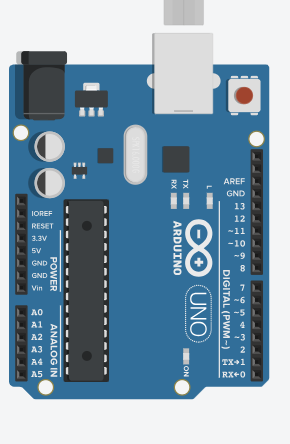 RX
TX
L
AREF
GND
13
12
~11
~10
~9
8
7
~6
~5
4
~3
2
TX→1
RX←0
DIGITAL (PWM~)
ARDUINO
UNO
ON
IOREF
RESET
3.3V
5V
GND
GND
Vin
POWER
A0
A1
A2
A3
A4
A5
ANALOG IN